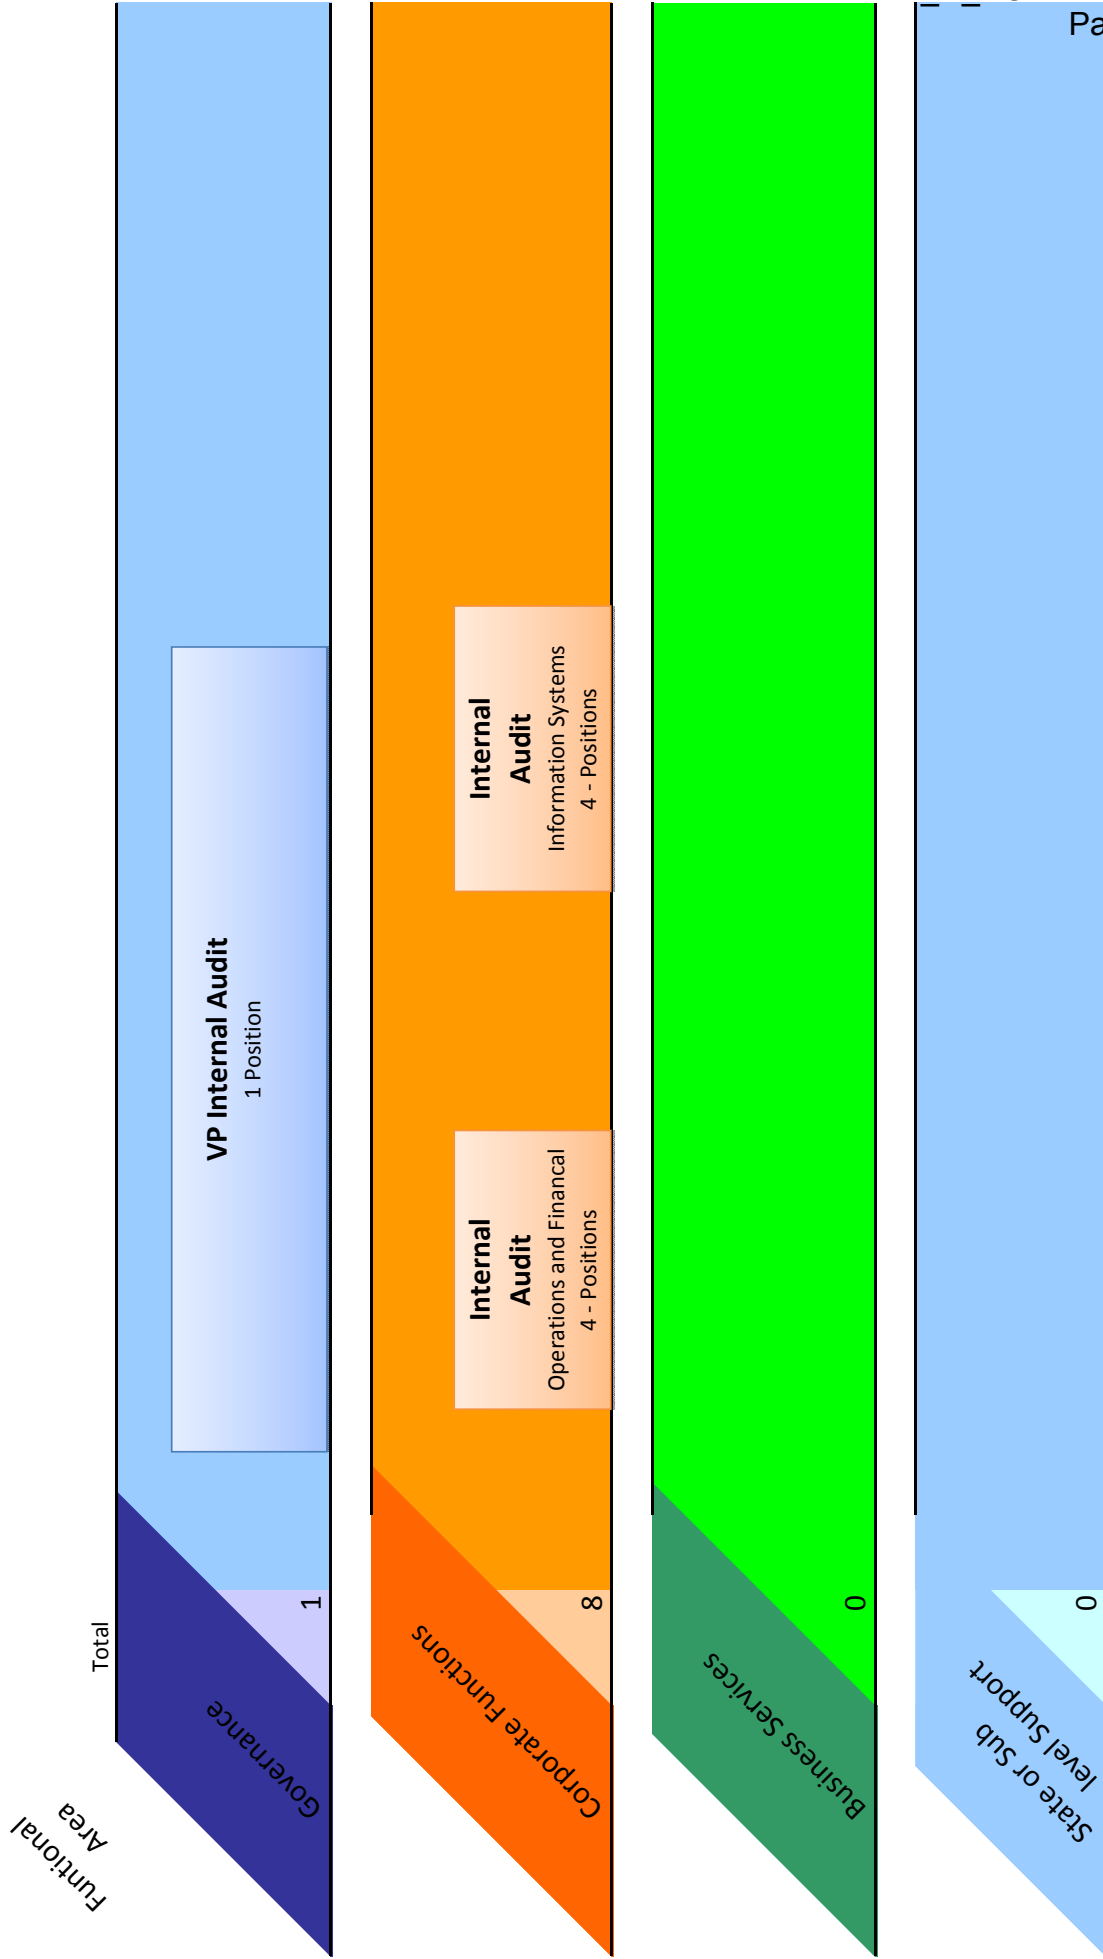 Funtional
Area
Total
Governance
1
VP Internal Audit
1 Position
Corporate Functions
8
Internal
Audit
Operations and Financal
4 - Positions
Internal
Audit
Information Systems
4 - Positions
Business Services
0
State or Sub
level Support
0
Pa